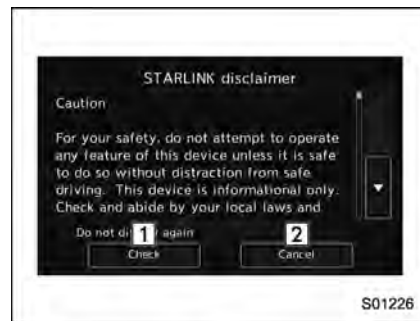 STARLINK disclaimer
Caution
For your safety, do not attempt to operate
any feature of this device unless it is safe
to do so without distraction from safe
driving. This device is informational only.
Check and abide by your local laws and
Do not again
1 2
Check Cancel
S01226